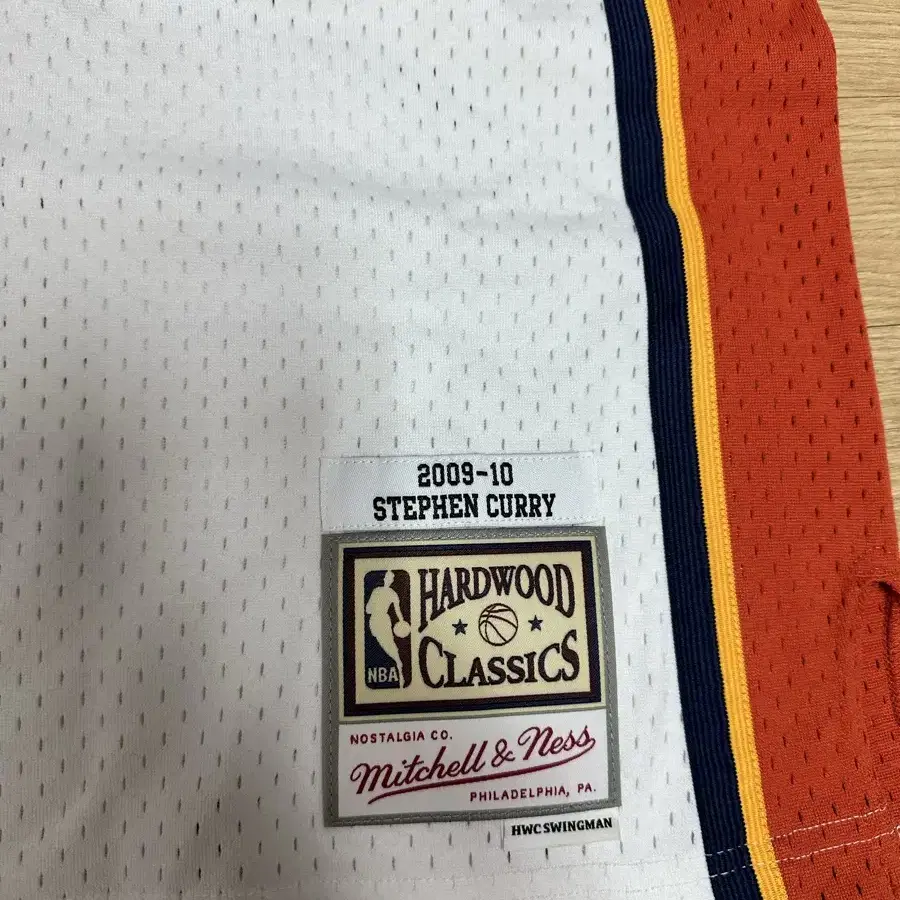 2009-10
STEPHEN CURRY
HARDWOOD
CLASSICS
NBA
NOSTALGIA CO.
Mitchell & Ness
PHILADELPHIA, PA.
HWC SWINGMAN